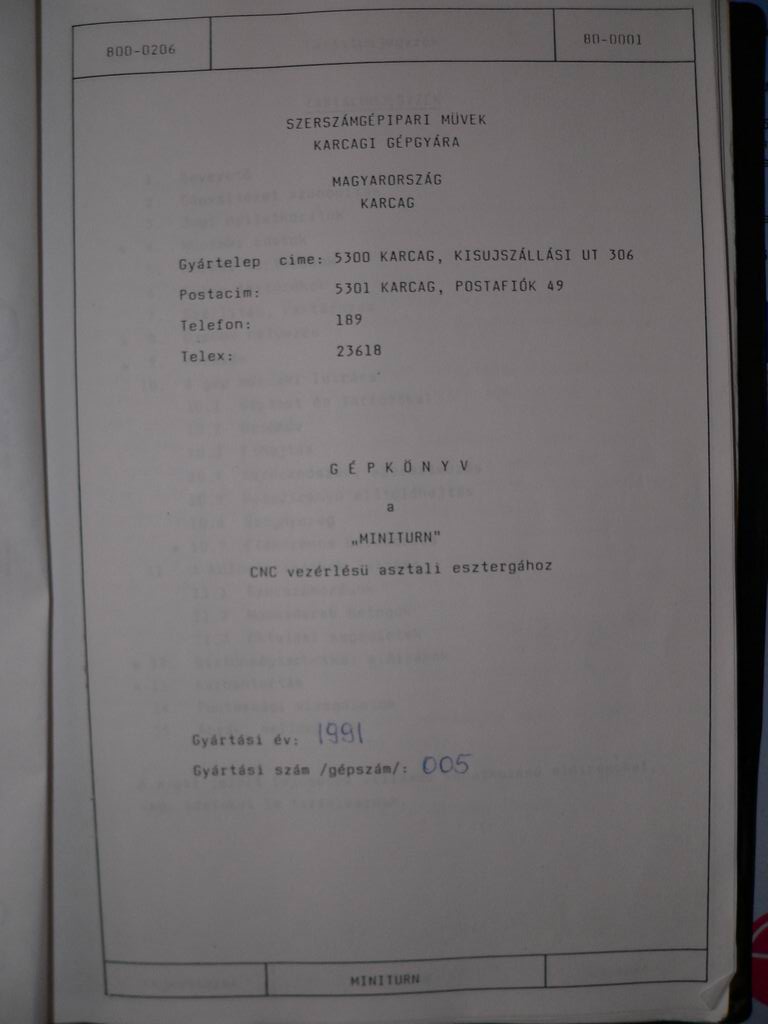 800-0206
80-0001
SZERSZÁMGÉPIPARI MÜVEK
KARCAGI GÉPGYÁRA
MAGYARORSZÁG
KARCAG
Gyártelep cime: 5300 KARCAG, KISUJSZÁLLÁSI UT 306
Postacim: 5301 KARCAG, POSTAFIÓK 49
Telefon: 189
Telex: 23618
G É P K Ö N Y V
a
„MINITURN"
CNC vezérlésü asztali esztergához
Gyártási év: 1991
Gyártási szám /gépszám/: 005
MINITURN